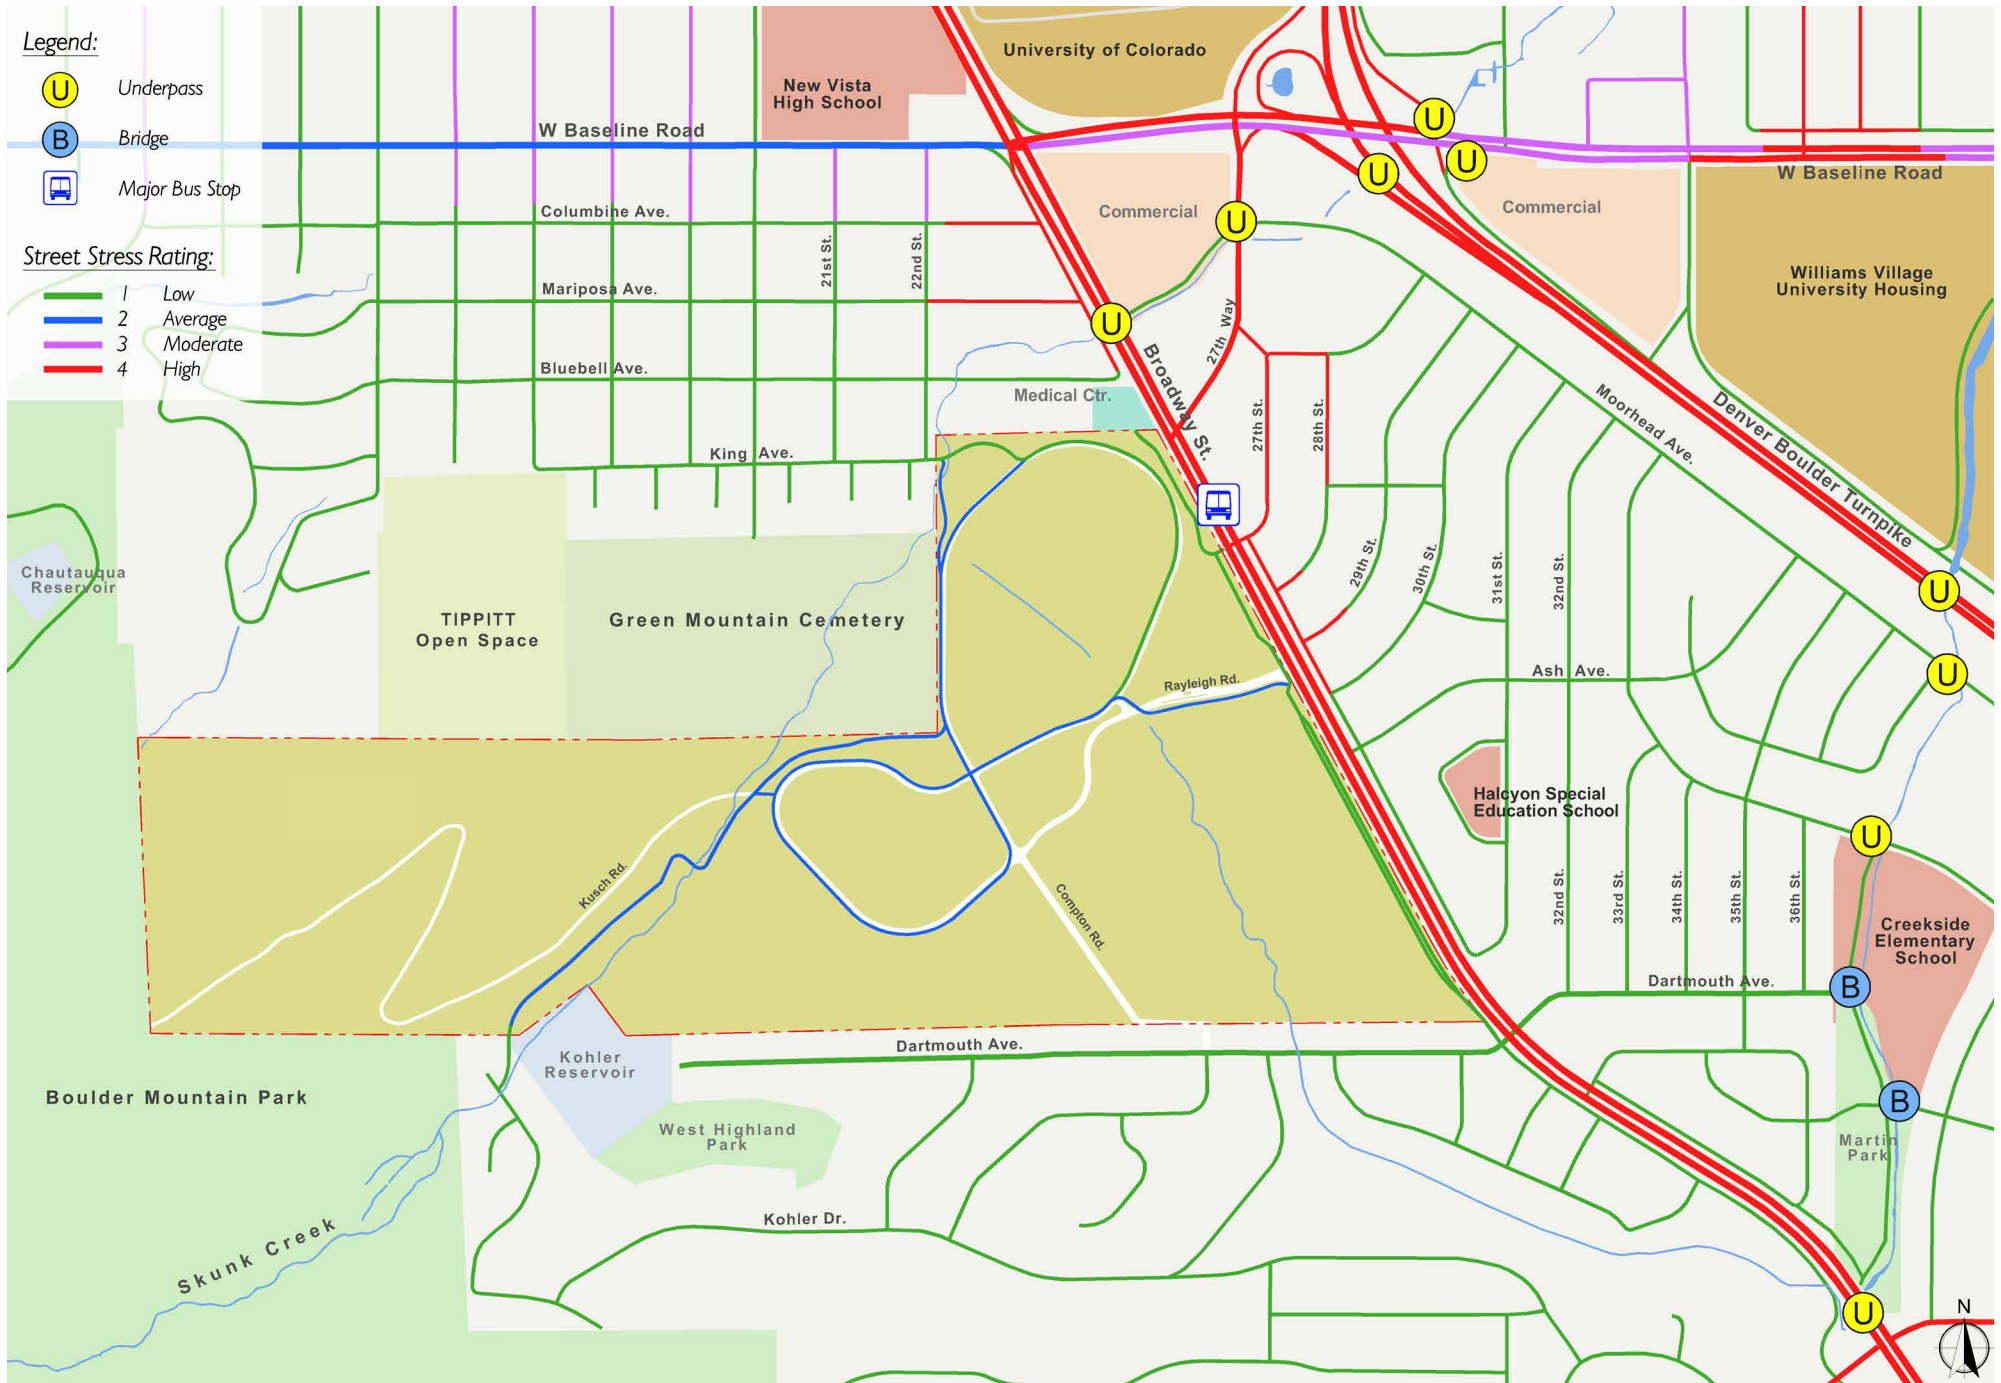 Legend:
U
Underpass
B
Bridge
Major Bus Stop
Street Stress Rating:
1 Low
2 Average
3 Moderate
4 High
University of Colorado
New Vista
High School
W Baseline Road
W Baseline Road
U
U
U
Commercial
Commercial
Columbine Ave.
U
21st St.
22nd St.
Mariposa Ave.
Williams Village
University Housing
U
27th Way
Bluebell Ave.
Medical Ctr.
Broadway St.
27th St.
28th St.
Moorhead Ave.
Denver Boulder Turnpike
King Ave.
29th St.
30th St.
31st St.
32nd St.
Chautauqua
Reservoir
U
TIPPITT
Open Space
Green Mountain Cemetery
Rayleigh Rd.
Ash Ave.
U
Halcyon Special
Education School
U
Kusch Rd.
Compton Rd.
32nd St.
33rd St.
34th St.
35th St.
36th St.
Creekside
Elementary
School
Dartmouth Ave.
B
Dartmouth Ave.
Kohler
Reservoir
Boulder Mountain Park
B
West Highland
Park
Martin
Park
Kohler Dr.
Skunk Creek
U
N